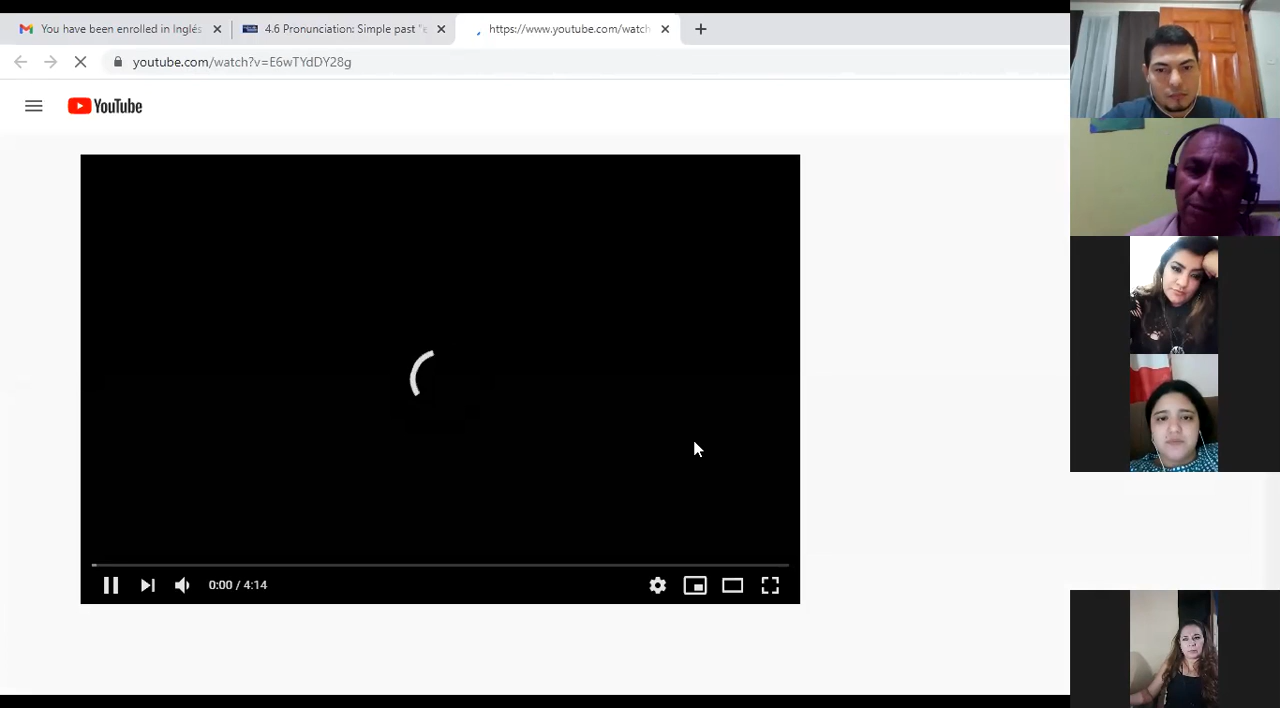 You have been enrolled in Inglés
4.6 Pronunciation: Simple past "e
https://www.youtube.com/watch
youtube.com/watch?v=E6wTYdDY28g
YouTube
0:00 / 4:14